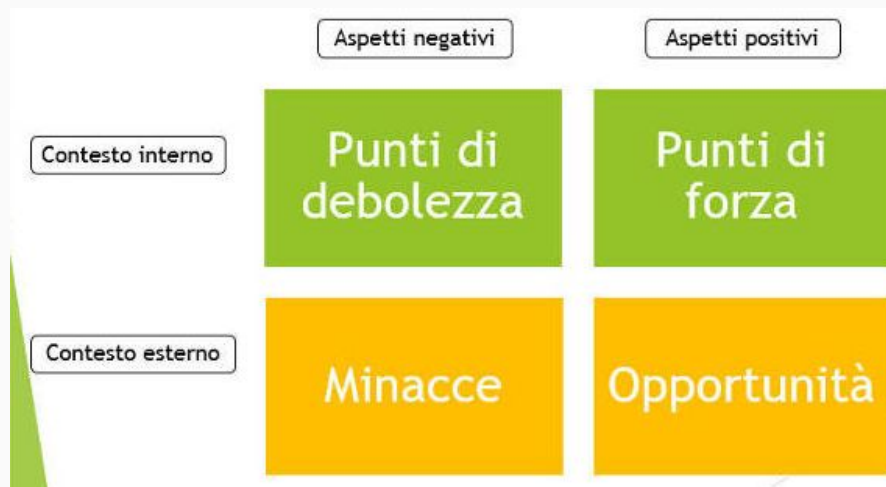 Aspetti negativi
Aspetti positivi
Contesto interno
Punti di
debolezza
Punti di
forza
Contesto esterno
Minacce
Opportunità